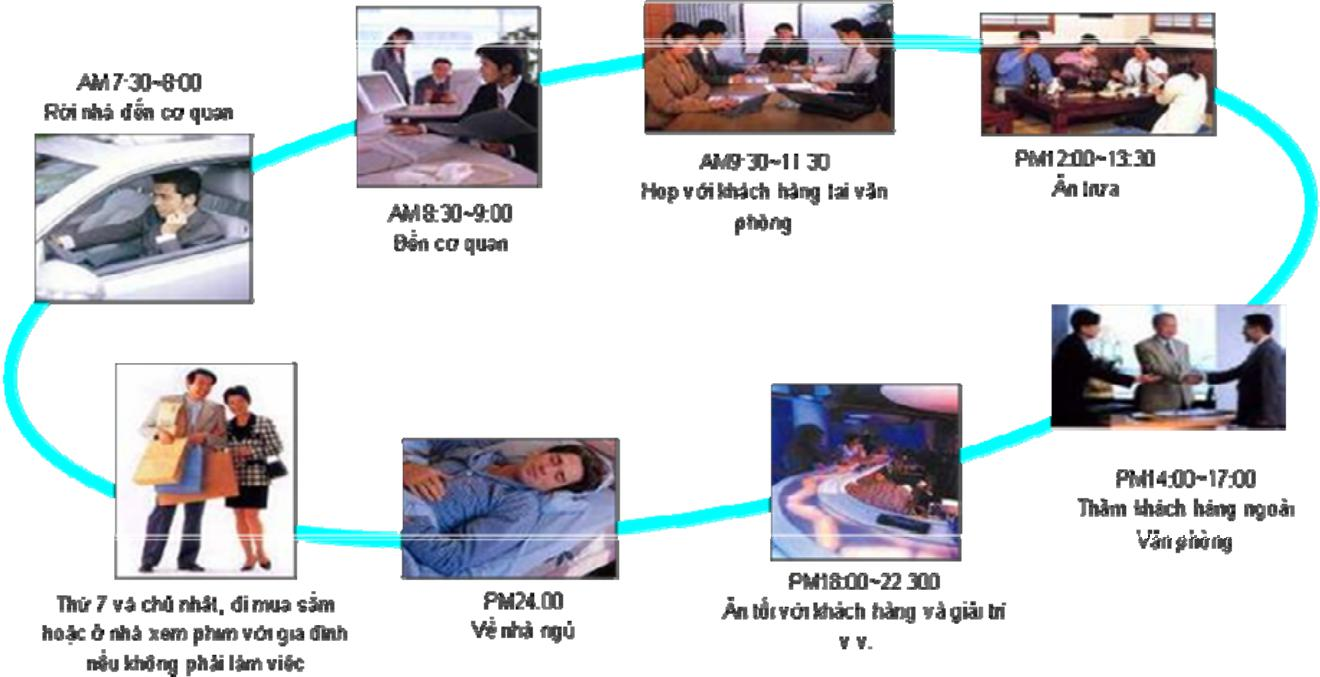 AM7:30~8:00
Rời nhà đến cơ quan
AM8:30~9:00
Đến cơ quan
AM9:30~11 30
Họp với khách hàng tai văn
phòng
PM12:00~13:30
Ăn trưa
PM14:00~17:00
Thăm khách hàng ngoài
Văn phòng
PM18:00~22 300
Ăn tối với khách hàng và giải trí
v v.
PM24.00
Về nhà ngủ
Thứ 7 và chủ nhật, đi mua sắm
hoặc ở nhà xem phim với gia đình
nếu không phải làm việc